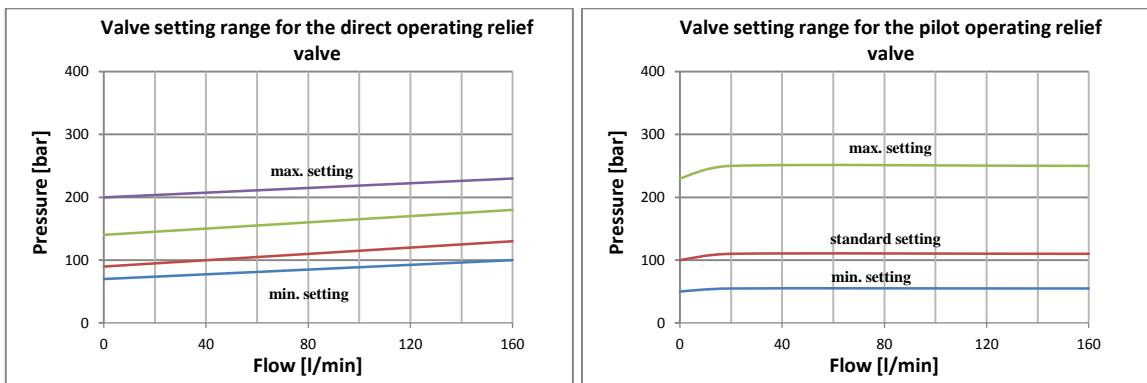 Valve setting range for the direct operating relief
valve
400
300
200
100
0
Pressure [bar]
max. setting
min. setting
0 40 80 120 160
Flow [l/min]
Valve setting range for the pilot operating relief
valve
400
300
200
100
0
Pressure [bar]
max. setting
standard setting
min. setting
0 40 80 120 160
Flow [l/min]